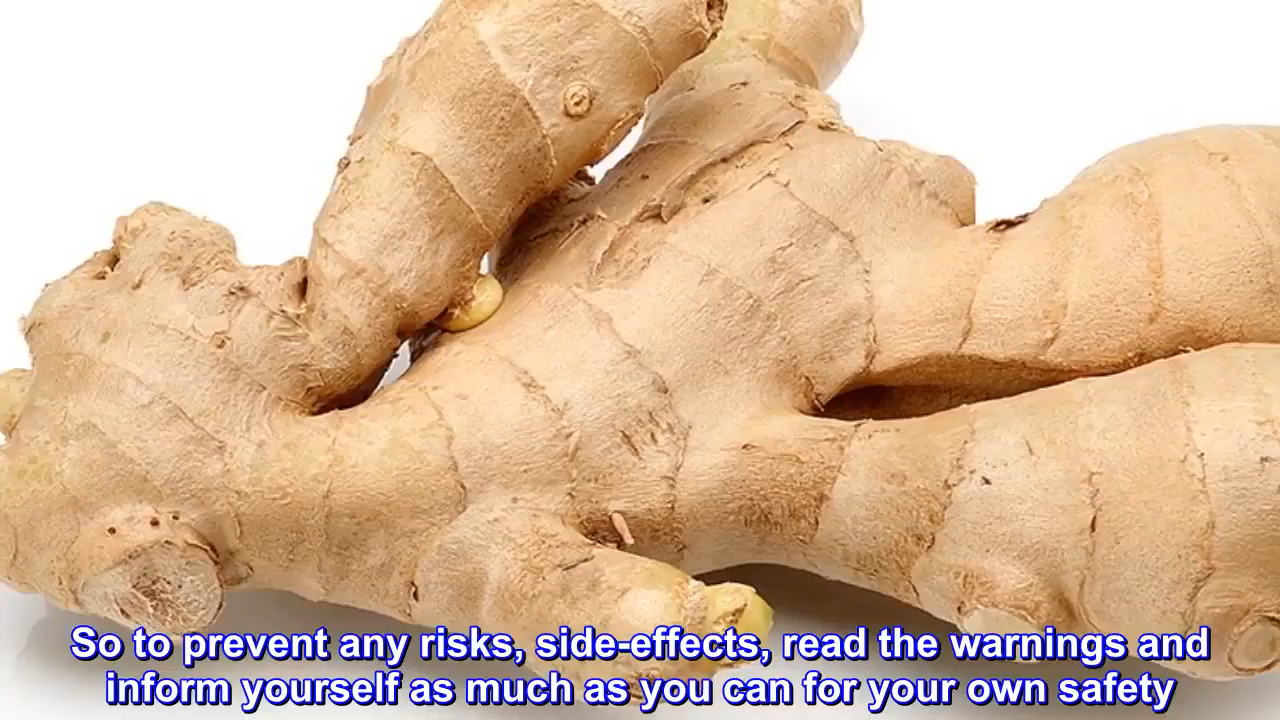 So to prevent any risks, side-effects, read the warnings and
inform yourself as much as you can for your own safety